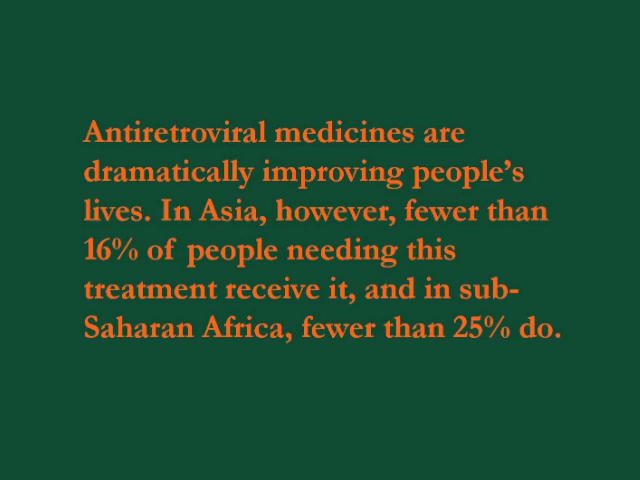 Antiretroviral medicines are
dramatically improving people’s
lives. In Asia, however, fewer than
16% of people needing this
treatment receive it, and in sub-
Saharan Africa, fewer than 25% do.